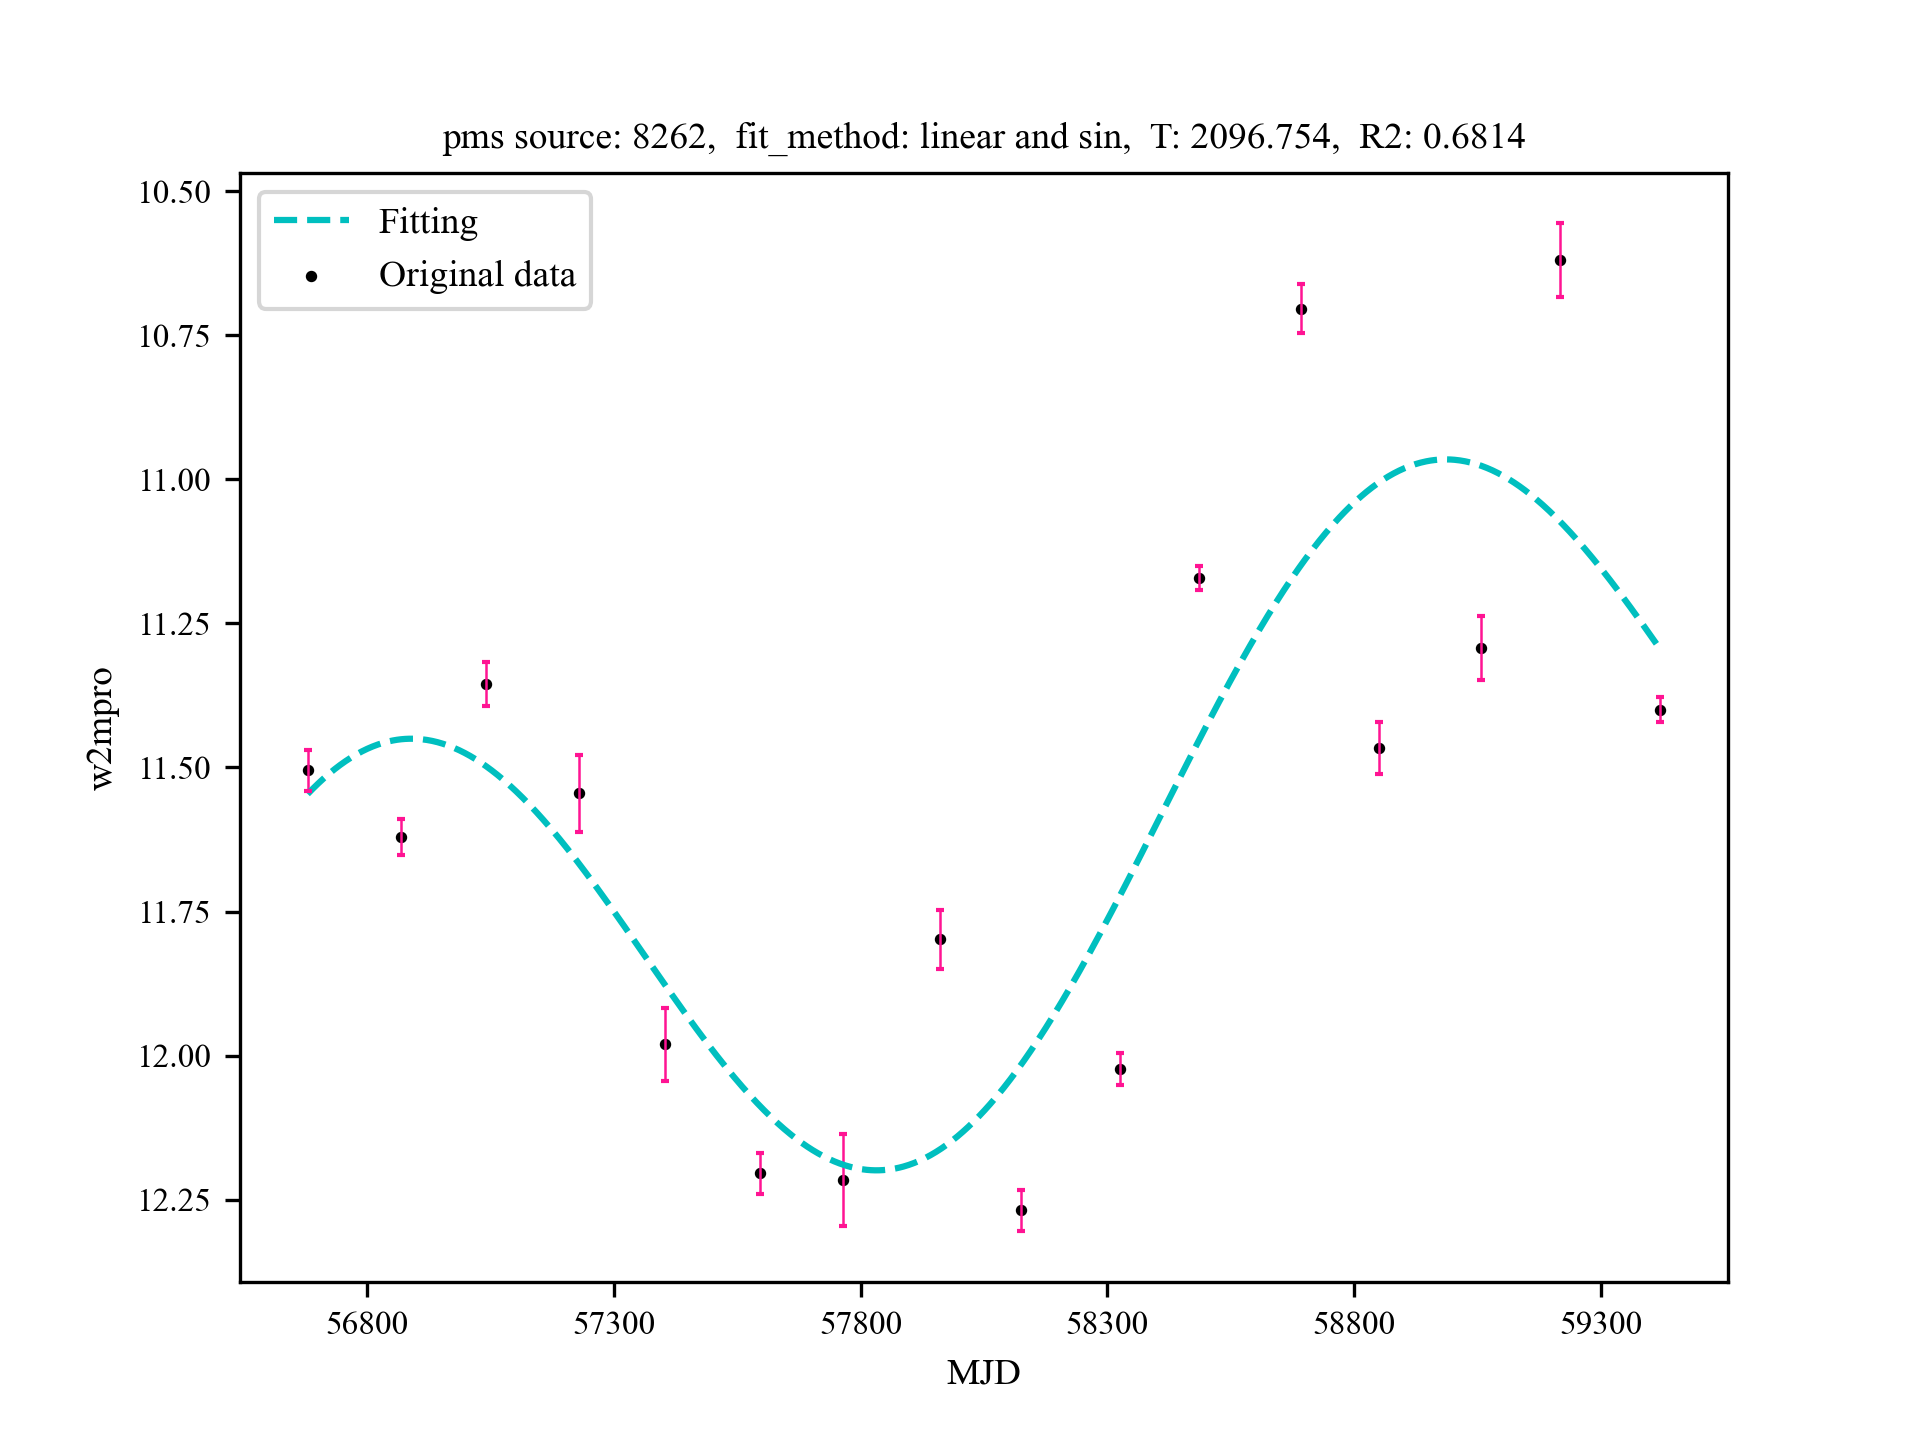 pms source: 8262,  fit_method: linear and sin,  T: 2096.754,  R2: 0.6814
Fitting
Original data
10.50
10.75
11.00
11.25
11.50
11.75
12.00
12.25
w2mpro
56800 57300 57800 58300 58800 59300
MJD